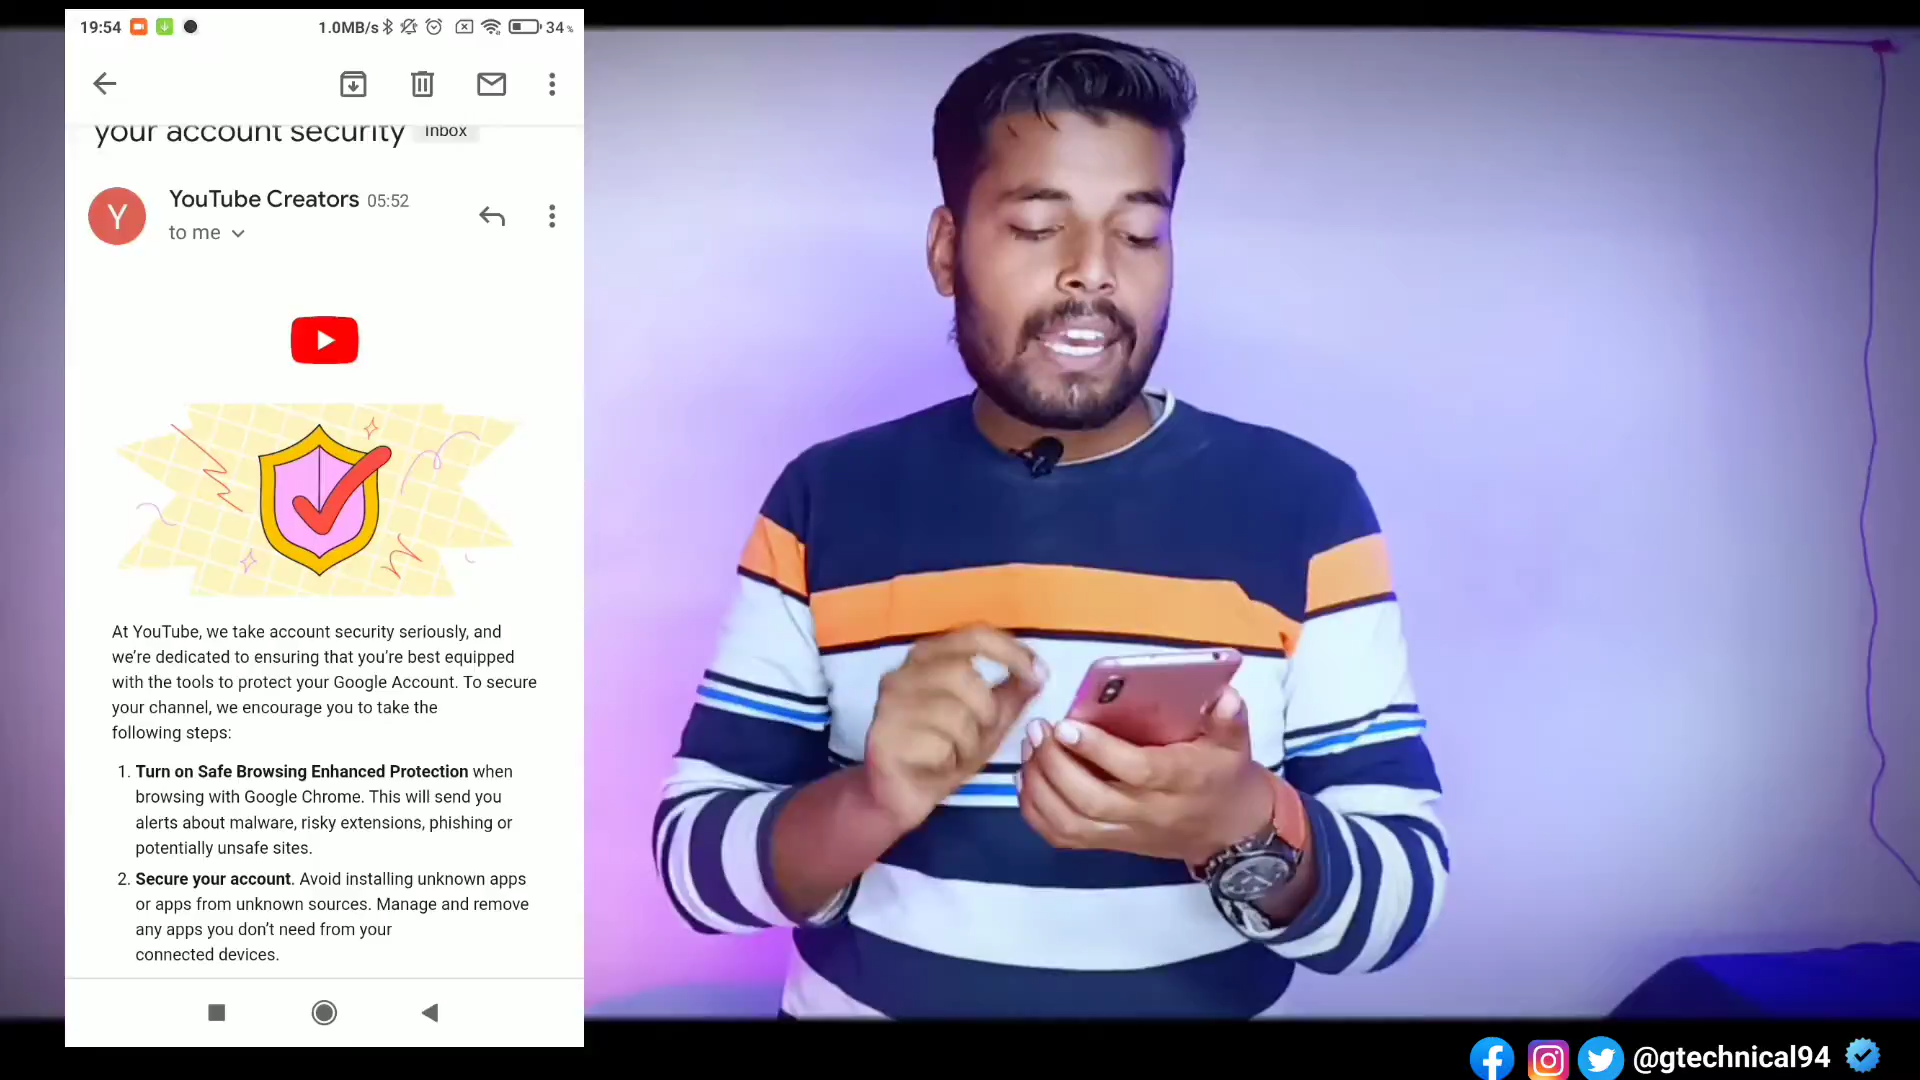 19:54
1.0MB/s
34%
your account security
Inbox
Y
YouTube Creators 05:52
to me
At YouTube, we take account security seriously, and
we’re dedicated to ensuring that you're best equipped
with the tools to protect your Google Account. To secure
your channel, we encourage you to take the
following steps:
1. Turn on Safe Browsing Enhanced Protection when
browsing with Google Chrome. This will send you
alerts about malware, risky extensions, phishing or
potentially unsafe sites.
2. Secure your account. Avoid installing unknown apps
or apps from unknown sources. Manage and remove
any apps you don’t need from your
connected devices.
@gtechnical94